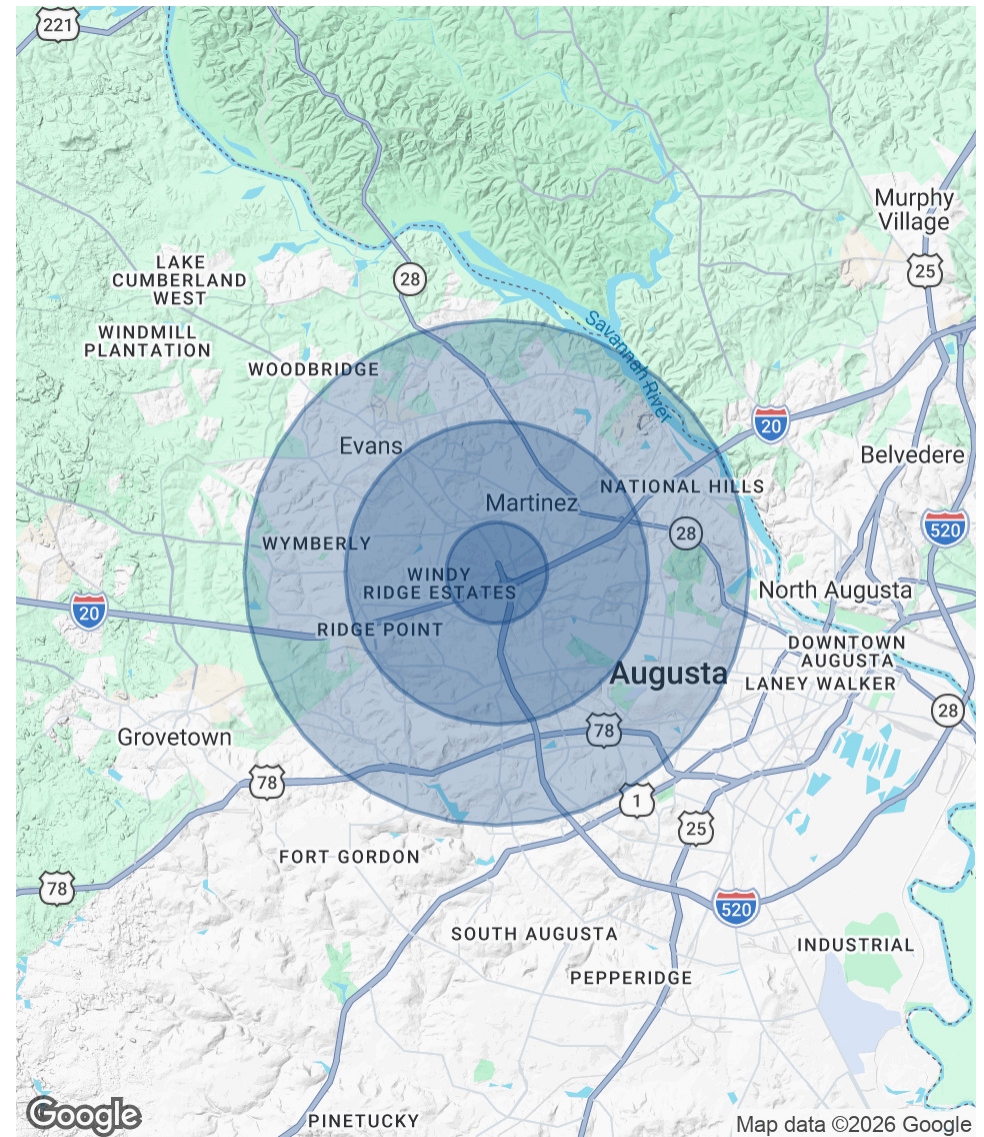 221
Murphy
Village
LAKE
CUMBERLAND
WEST
28
25
WINDMILL
PLANTATION
Savannah River
WOODBRIDGE
20
Evans
Belvedere
NATIONAL HILLS
Martinez
520
28
WYMBERLY
WINDY
RIDGE ESTATES
North Augusta
20
RIDGE POINT
DOWNTOWN
AUGUSTA
Augusta
LANEY WALKER
28
78
Grovetown
78
1
25
FORT GORDON
78
520
SOUTH AUGUSTA
INDUSTRIAL
PEPPERIDGE
Google
PINETUCKY
Map data ©2026 Google